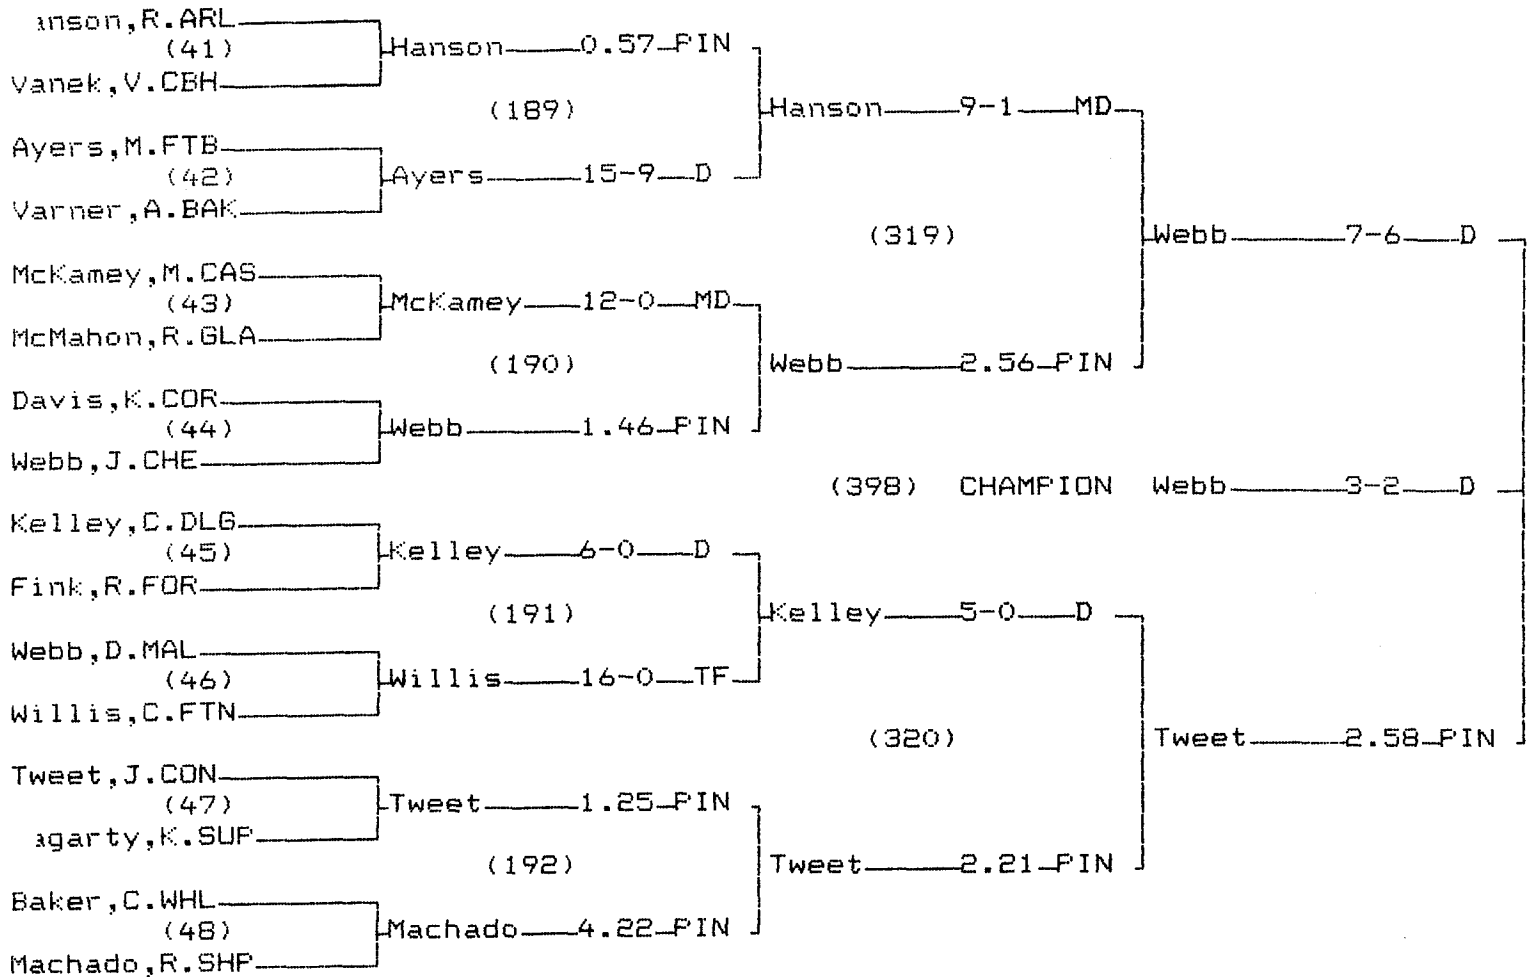 anson,R.ARL
(41) Hanson 0.57 PIN
Vanek,V.CBH
(189) Hanson 9-1 MD
Ayers,M.FTB
(42) Ayers 15-9 D
Varner,A.BAK
(319) Webb 7-6 D
McKamey,M.CAS
(43) McKamey 12-0 MD
McMahon,R.GLA
(190) Webb 2.56 PIN
Davis,K.COR
(44) Webb 1.46 PIN
Webb,J.CHE
(398) CHAMPION Webb 3-2 D
Kelley,C.DLG
(45) Kelley 6-0 D
Fink,R.FOR
(191) Kelley 5-0 D
Webb,D.MAL
(46) Willis 16-0 TF
Willis,C.FTN
(320) Tweet 2.58 PIN
Tweet,J.CON
(47) Tweet 1.25 PIN
agarty,K.SUP
(192) Tweet 2.21 PIN
Baker,C.WHL
(48) Machado 4.22 PIN
Machado,R.SHP